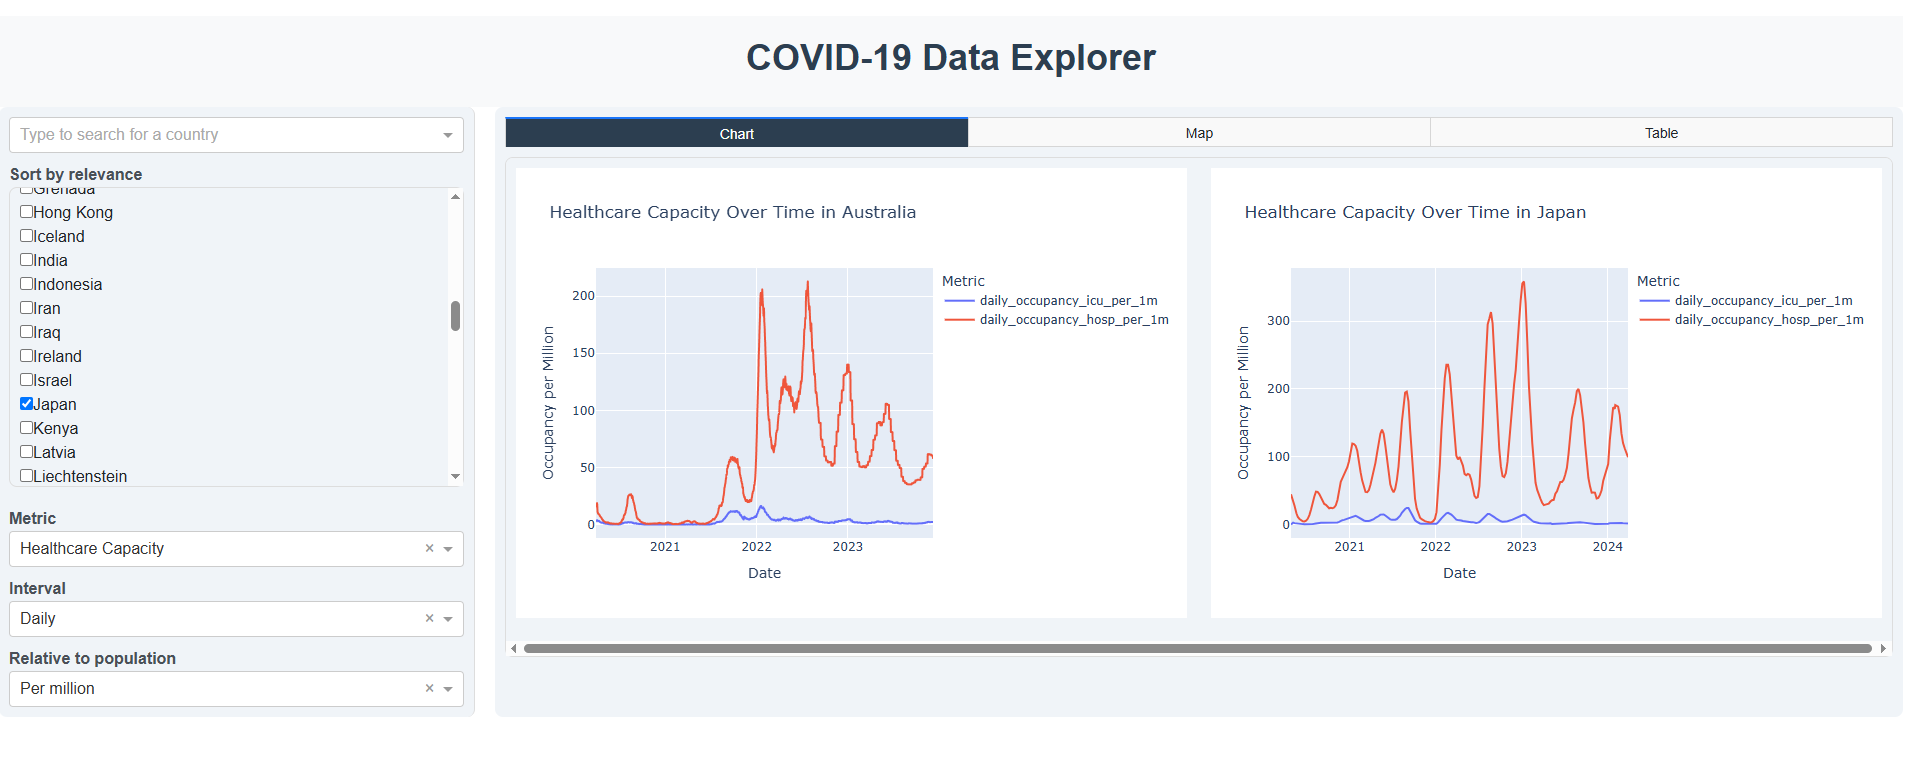 COVID-19 Data Explorer
Type to search for a country
Sort by relevance
Grenada
Hong Kong
Iceland
India
Indonesia
Iran
Iraq
Ireland
Israel
Japan
Kenya
Latvia
Liechtenstein
Metric
Healthcare Capacity
Interval
Daily
Relative to population
Per million
Chart Map Table
Healthcare Capacity Over Time in Australia
Occupancy per Million
200
150
100
50
0
2021 2022 2023
Date
Metric
daily_occupancy_icu_per_1m
daily_occupancy_hosp_per_1m
Healthcare Capacity Over Time in Japan
Occupancy per Million
300
200
100
0
2021 2022 2023 2024
Date
Metric
daily_occupancy_icu_per_1m
daily_occupancy_hosp_per_1m